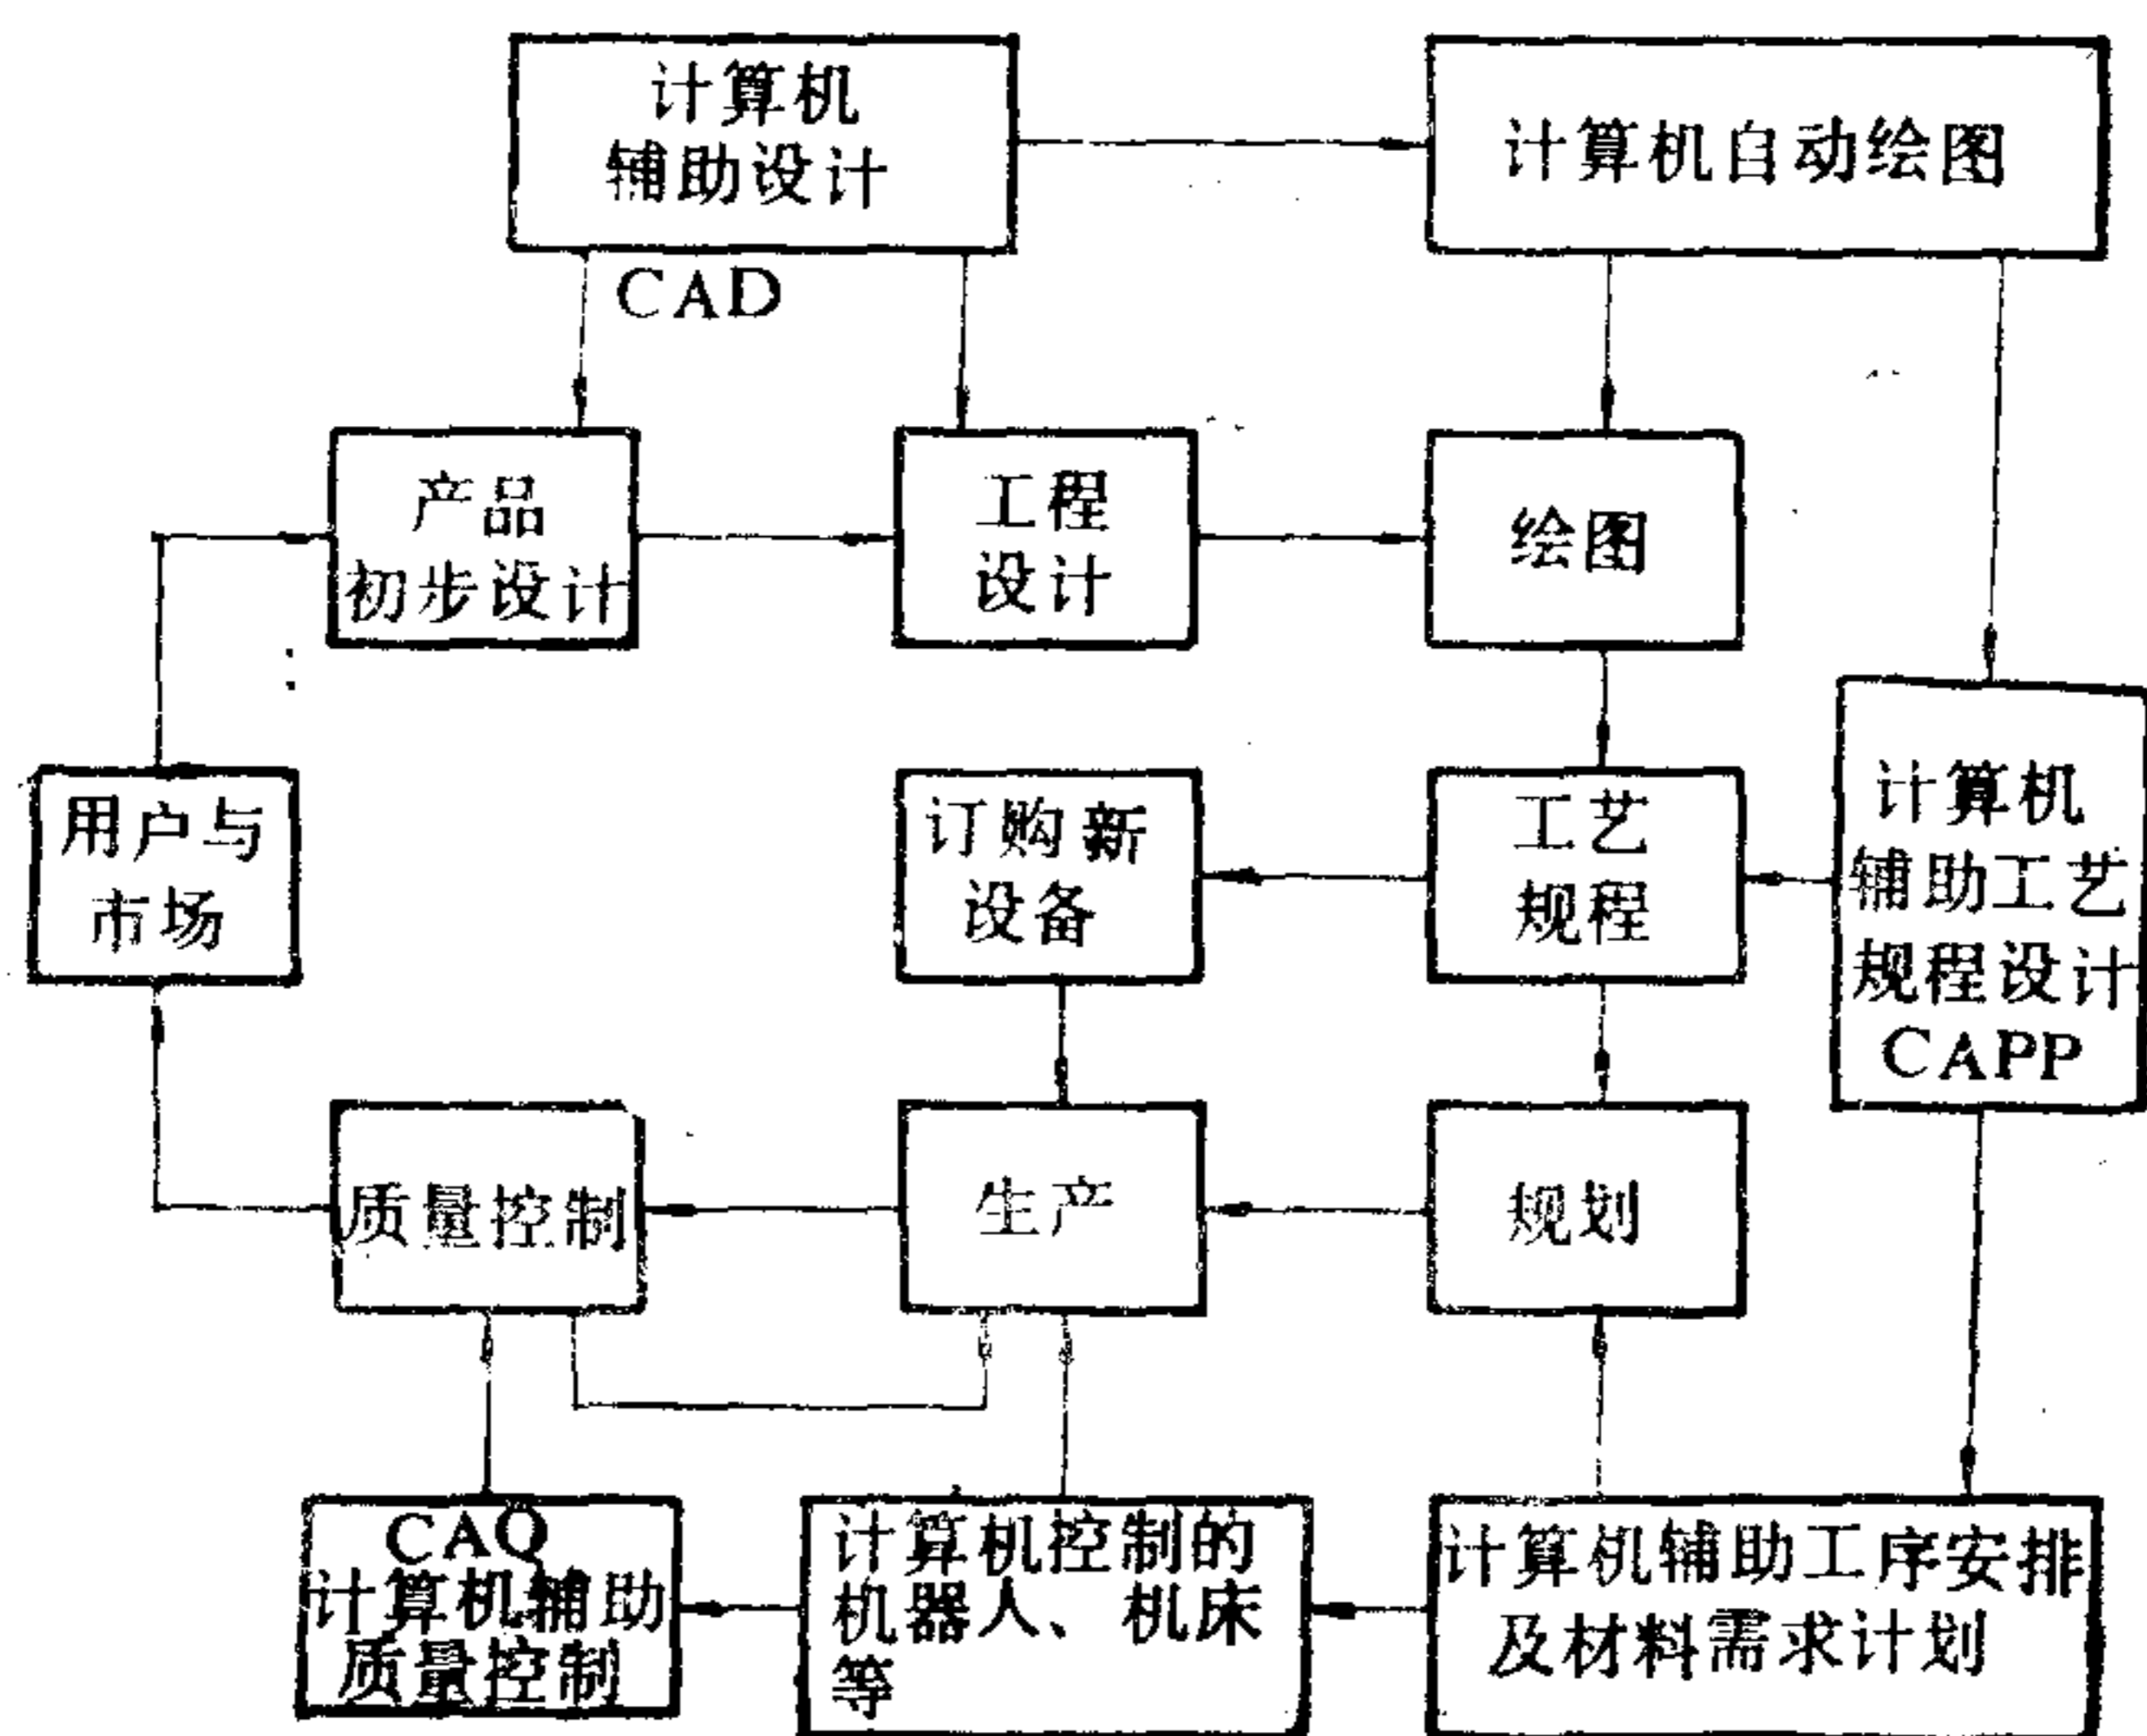 计算机
辅助设计
计算机自动绘图
CAD
产品
初步设计
工程
设计
绘图
用户与
市场
订购新
设备
工艺
规程
计算机
辅助工艺
规程设计
CAPP
质量控制
生产
规划
CAQ
计算机辅助
质量控制
计算机控制的
机器人、机床
等
计算机辅助工序安排
及材料需求计划